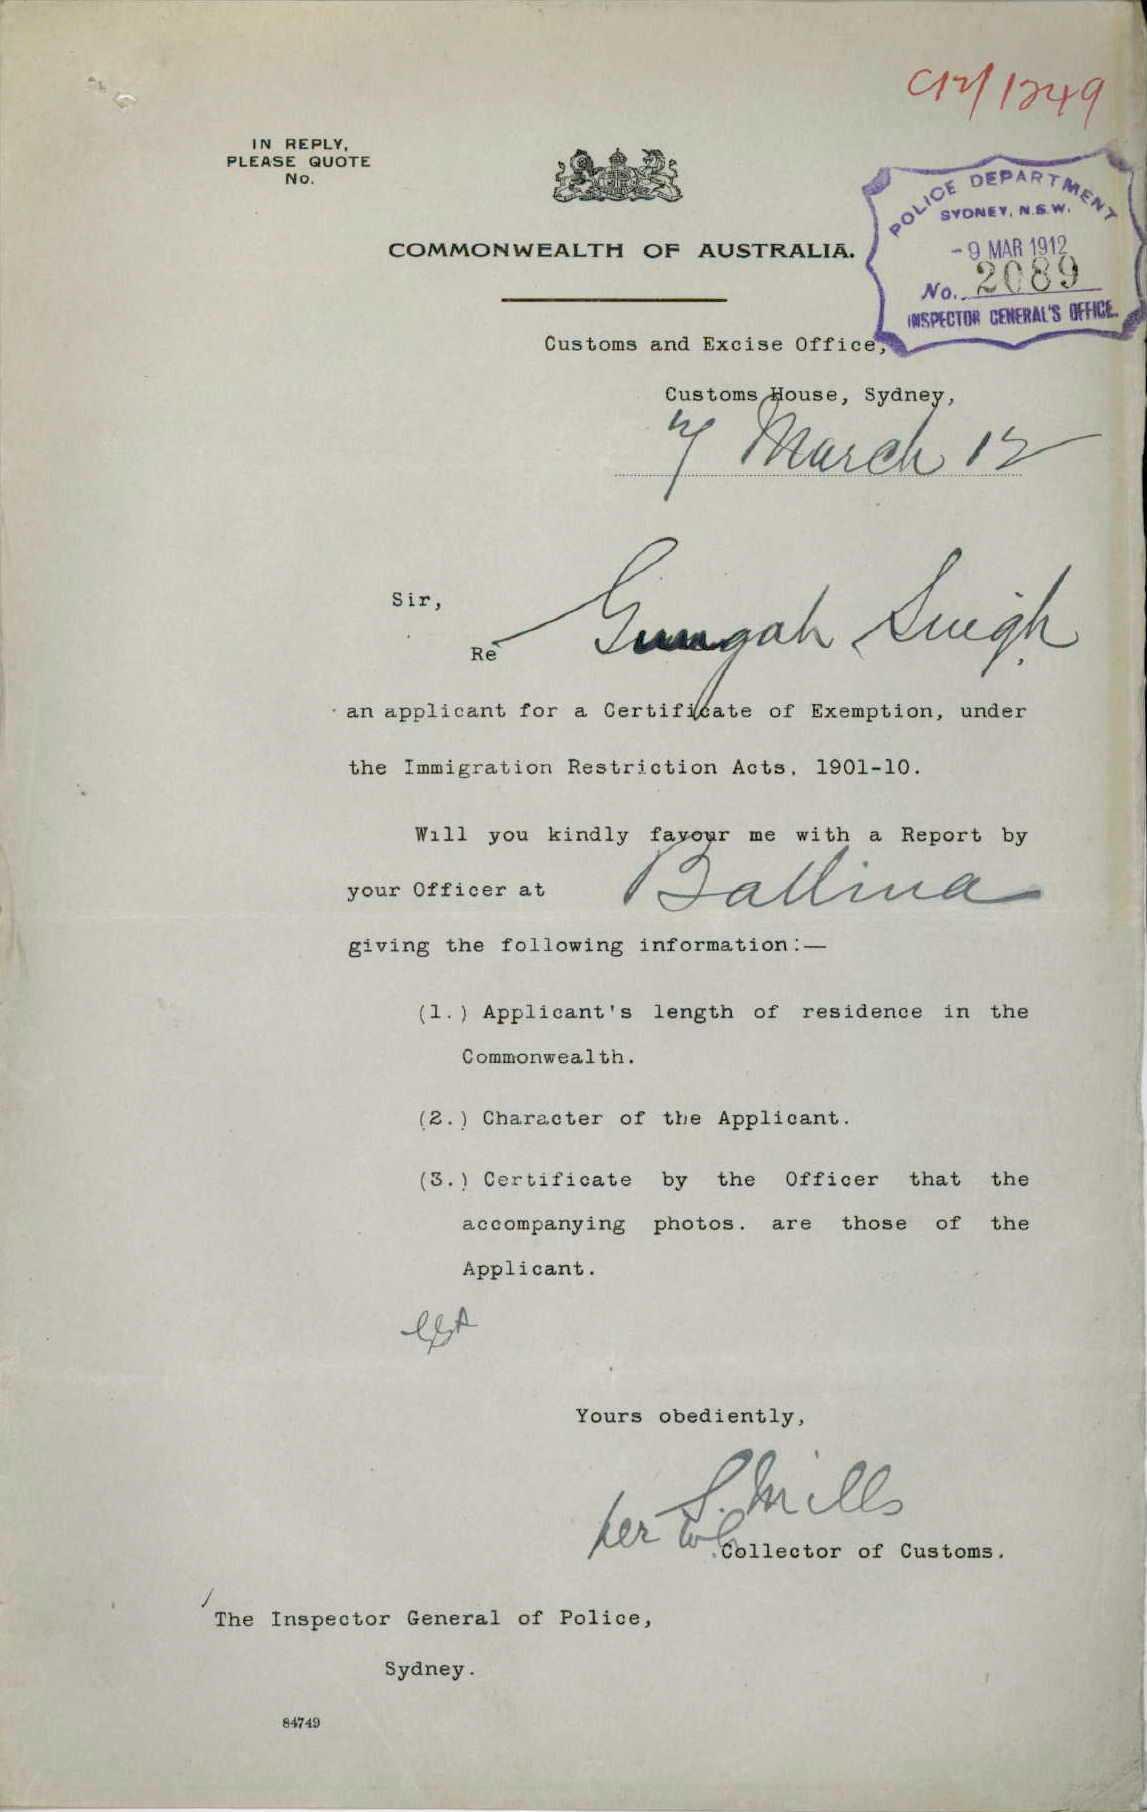 C12/1249
IN REPLY,
PLEASE QUOTE
No.
POLICE DEPARTMENT
SYDNEY, N.S.W.
-9 MAR 1912
No. 2089
INSPECTOR GENERAL'S OFFICE.
COMMONWEALTH OF AUSTRALIA.
Customs and Excise Office,
Customs House, Sydney,
7 March 12
Sir,
Re Gungah Singh
an applicant for a Certificate of Exemption, under
the Immigration Restriction Acts, 1901-10.
Will you kindly favour me with a Report by
your Officer at Ballina
giving the following information:—
(1.) Applicant's length of residence in the
Commonwealth.
(2.) Character of the Applicant.
(3.) Certificate by the Officer that the
accompanying photos. are those of the
Applicant.
Yours obediently,
S. Mills
per
Collector of Customs.
The Inspector General of Police,
Sydney.
84749